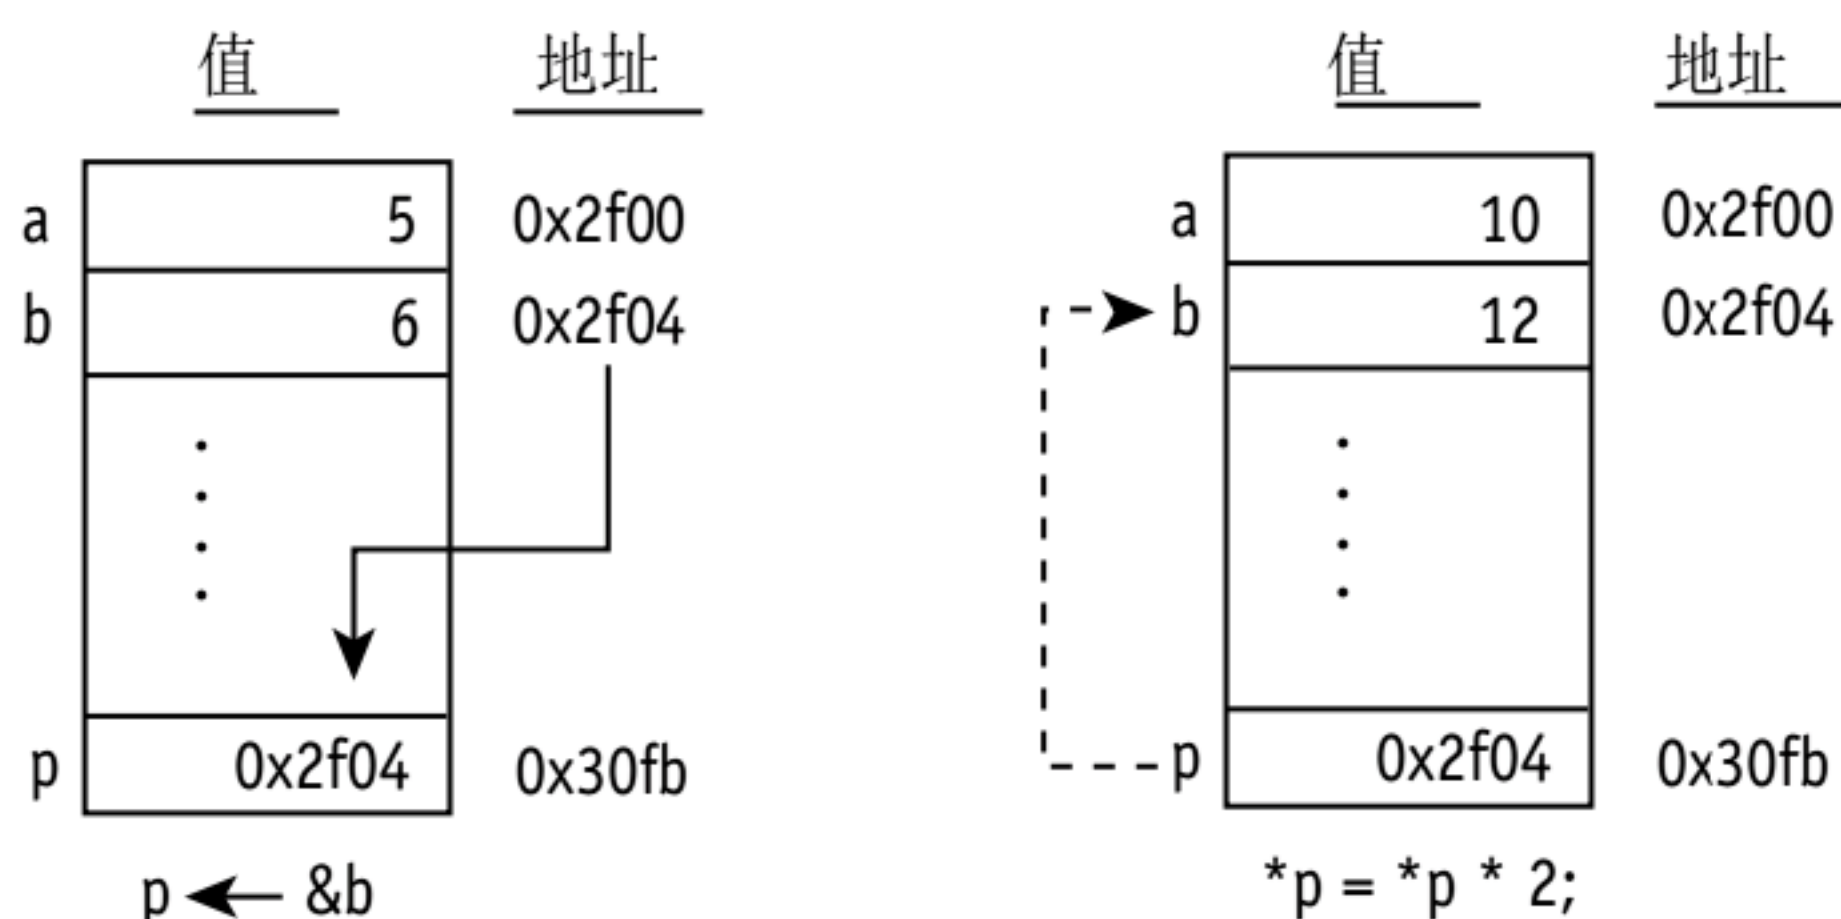 值 地址
a 5 0x2f00
b 6 0x2f04
p 0x2f04 0x30fb
p &b
值 地址
a 10 0x2f00
b 12 0x2f04
p 0x2f04 0x30fb
*p = *p * 2;